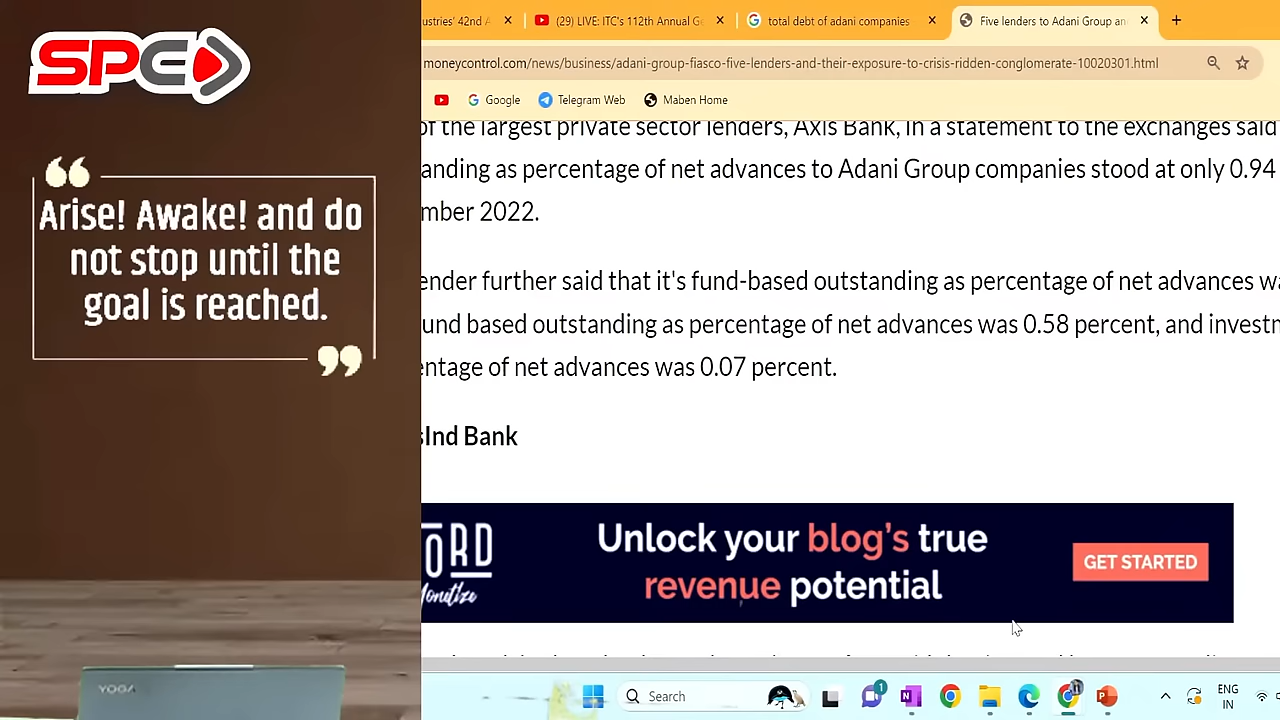 SPE
Arise! Awake! and do
not stop until the
goal is reached.
YOGA
ustries' 42nd A
(29) LIVE: ITC's 112th Annual Ge
total debt of adani companies
Five lenders to Adani Group an
moneycontrol.com/news/business/adani-group-fiasco-five-lenders-and-their-exposure-to-crisis-ridden-conglomerate-10020301.html
Google
Telegram Web
Maben Home
of the largest private sector lenders, Axis Bank, in a statement to the exchanges said
anding as percentage of net advances to Adani Group companies stood at only 0.94
mber 2022.
ender further said that it's fund-based outstanding as percentage of net advances wa
und based outstanding as percentage of net advances was 0.58 percent, and investm
entage of net advances was 0.07 percent.
sInd Bank
ORD
Monetize
Unlock your blog's true
revenue potential
GET STARTED
Search
1
ENG
IN